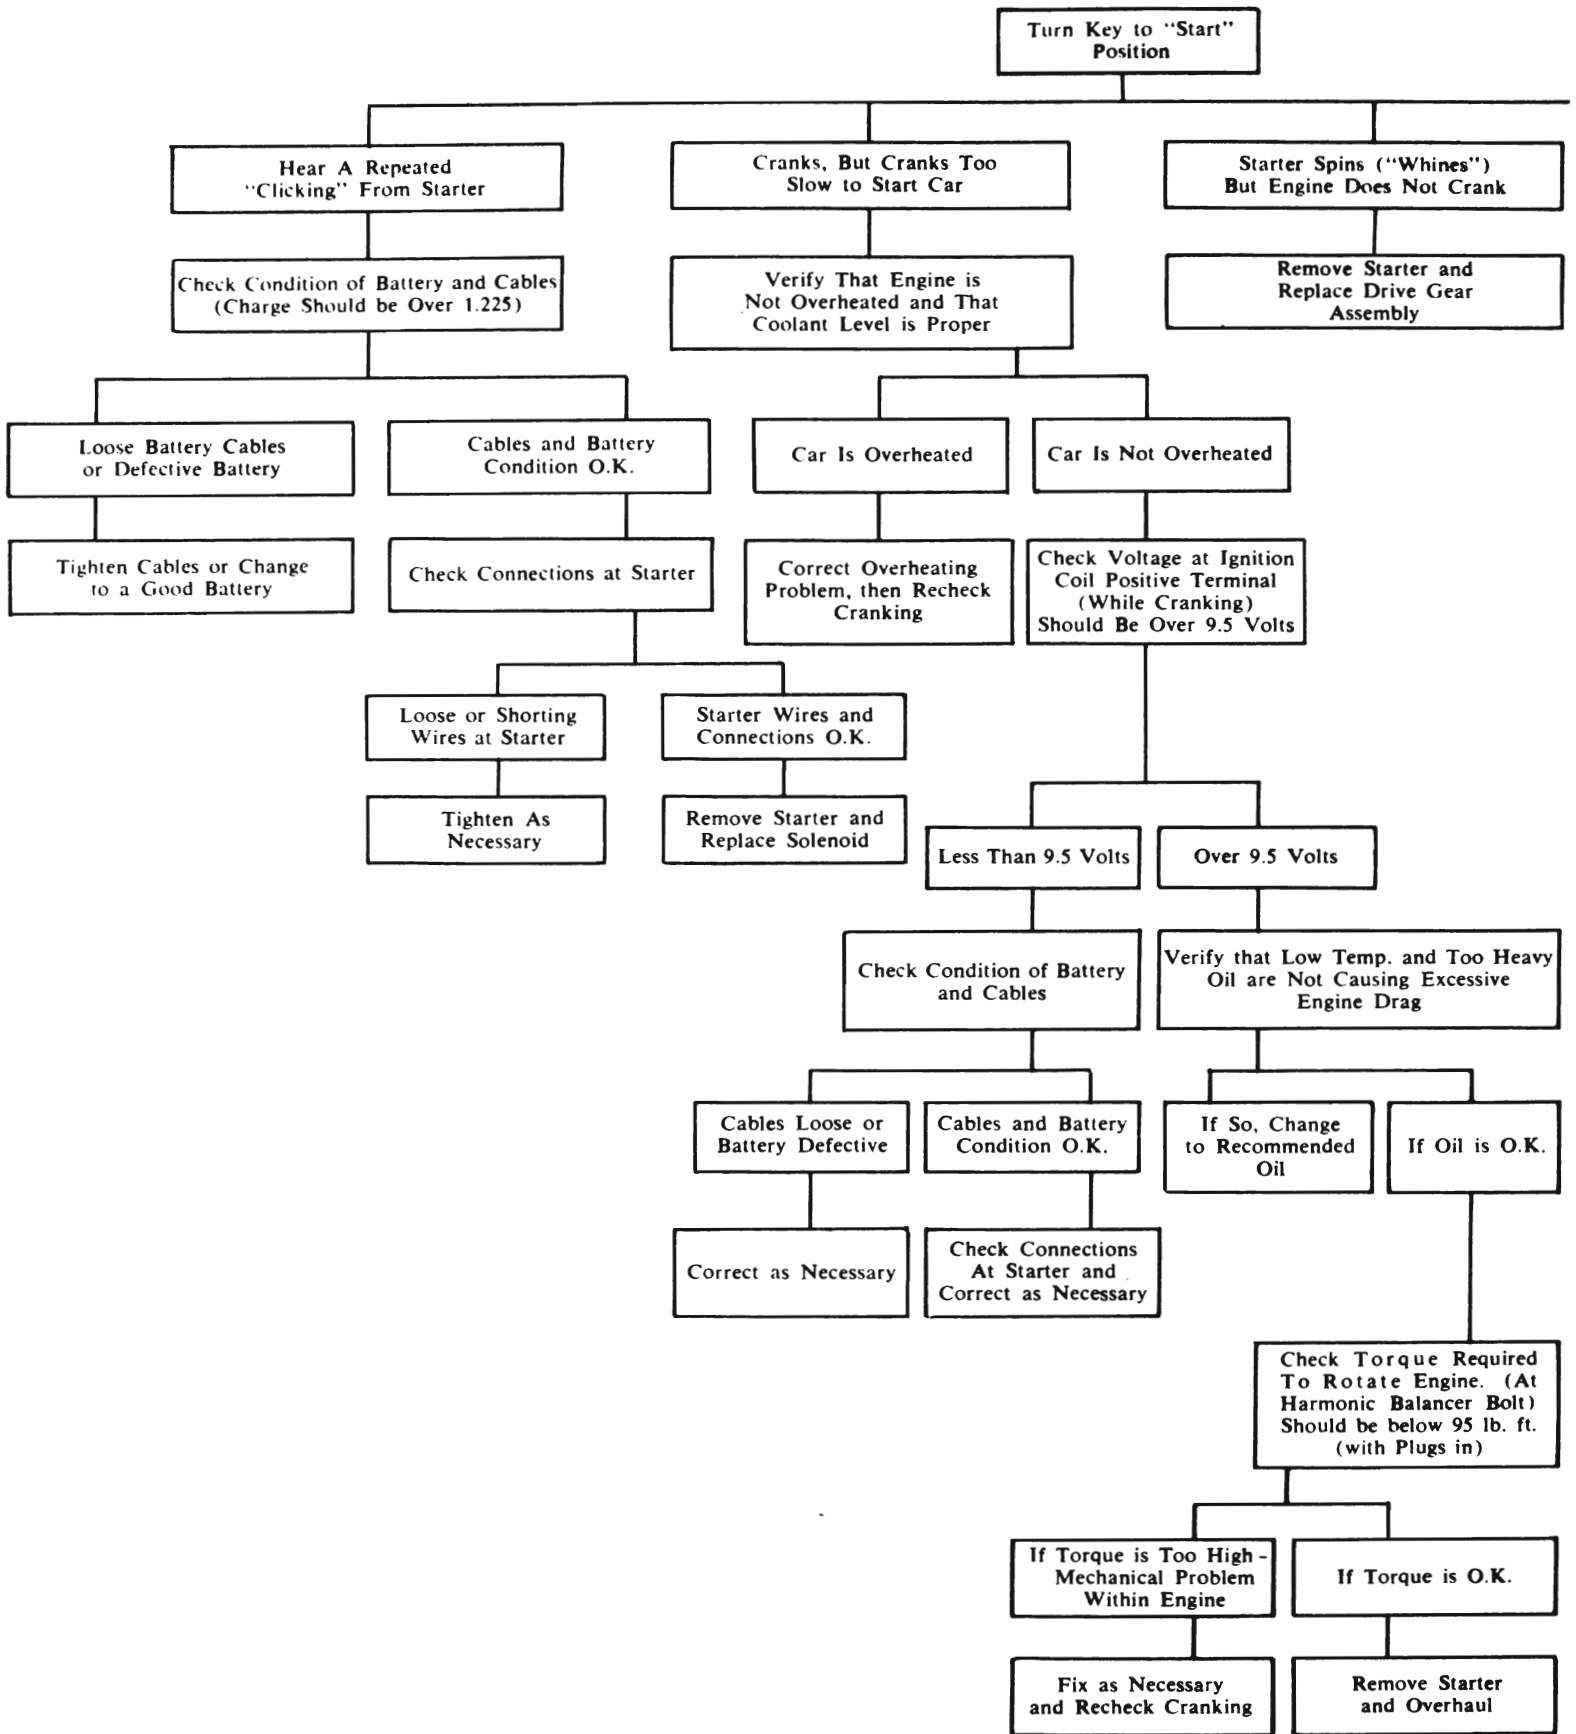 Turn Key to "Start"
Position
Hear A Repeated
"Clicking" From Starter
Cranks, But Cranks Too
Slow to Start Car
Starter Spins ("Whines")
But Engine Does Not Crank
Check Condition of Battery and Cables
(Charge Should be Over 1.225)
Verify That Engine is
Not Overheated and That
Coolant Level is Proper
Remove Starter and
Replace Drive Gear
Assembly
Loose Battery Cables
or Defective Battery
Cables and Battery
Condition O.K.
Car Is Overheated
Car Is Not Overheated
Tighten Cables or Change
to a Good Battery
Check Connections at Starter
Correct Overheating
Problem, then Recheck
Cranking
Check Voltage at Ignition
Coil Positive Terminal
(While Cranking)
Should Be Over 9.5 Volts
Loose or Shorting
Wires at Starter
Starter Wires and
Connections O.K.
Tighten As
Necessary
Remove Starter and
Replace Solenoid
Less Than 9.5 Volts
Over 9.5 Volts
Check Condition of Battery
and Cables
Verify that Low Temp. and Too Heavy
Oil are Not Causing Excessive
Engine Drag
Cables Loose or
Battery Defective
Cables and Battery
Condition O.K.
If So, Change
to Recommended
Oil
If Oil is O.K.
Correct as Necessary
Check Connections
At Starter and
Correct as Necessary
Check Torque Required
To Rotate Engine. (At
Harmonic Balancer Bolt)
Should be below 95 lb. ft.
(with Plugs in)
If Torque is Too High -
Mechanical Problem
Within Engine
If Torque is O.K.
Fix as Necessary
and Recheck Cranking
Remove Starter
and Overhaul